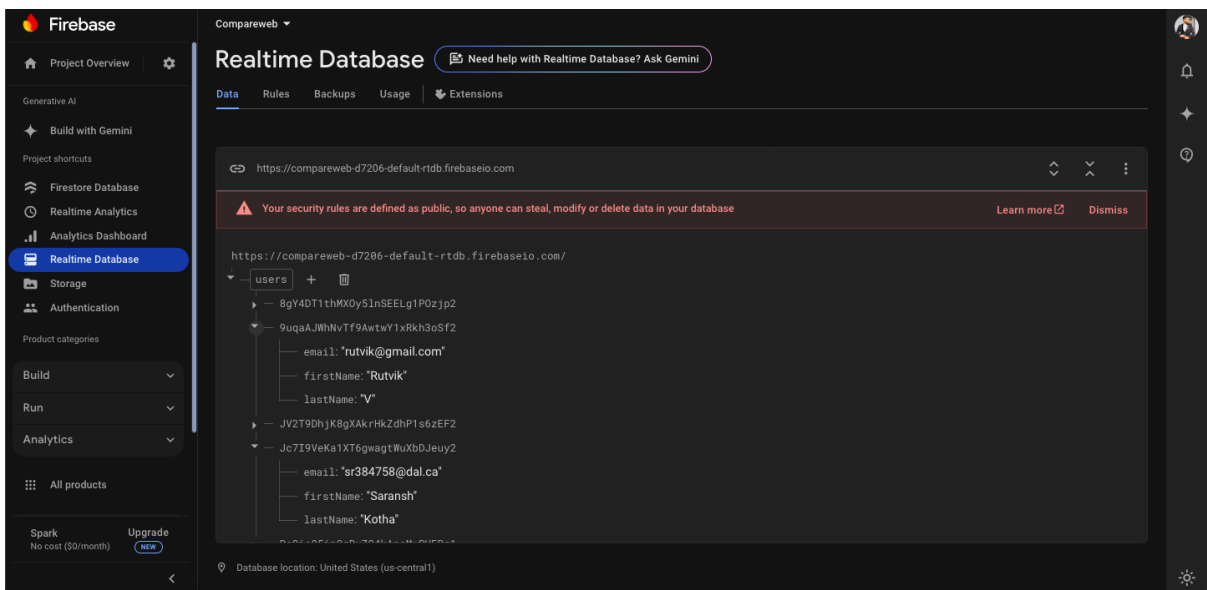 Firebase
Compareweb
Realtime Database
Need help with Realtime Database? Ask Gemini
Project Overview
Data Rules Backups Usage Extensions
Generative AI
Build with Gemini
Project shortcuts
Firestore Database
Realtime Analytics
Analytics Dashboard
Realtime Database
Storage
Authentication
Product categories
Build
Run
Analytics
All products
Spark
No cost ($0/month)
Upgrade
NEW
https://compareweb-d7206-default-rtdb.firebaseio.com
Your security rules are defined as public, so anyone can steal, modify or delete data in your database
Learn more Dismiss
https://compareweb-d7206-default-rtdb.firebaseio.com/
users
8gY4DT1thMXOy5lnSEELg1POzjp2
9uqaAJWhNvTf9AwtwY1xRkh3oSf2
email: "rutvik@gmail.com"
firstName: "Rutvik"
lastName: "V"
JV2T9DhjK8gXAkrHkZdhP1s6zEF2
Jc7I9VeKa1XT6gwagtWuXbDJeuy2
email: "sr384758@dal.ca"
firstName: "Saransh"
lastName: "Kotha"
Database location: United States (us-central1)